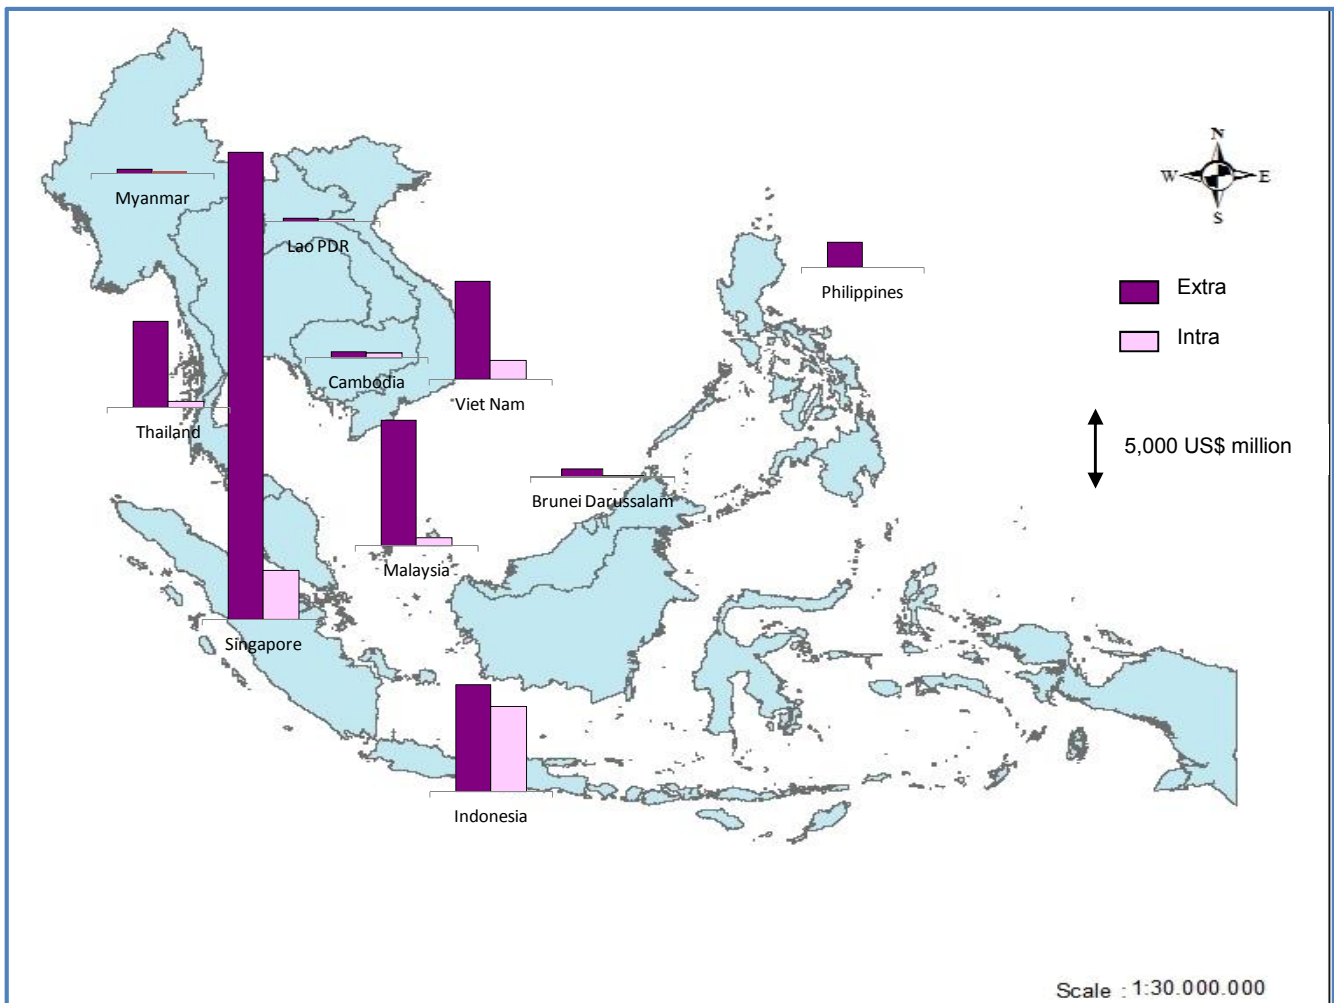 N
W E
S
Myanmar
Lao PDR
Philippines
Extra
Intra
Cambodia
Viet Nam
Thailand
5,000 US$ million
Brunei Darussalam
Malaysia
Singapore
Indonesia
Scale : 1:30.000.000